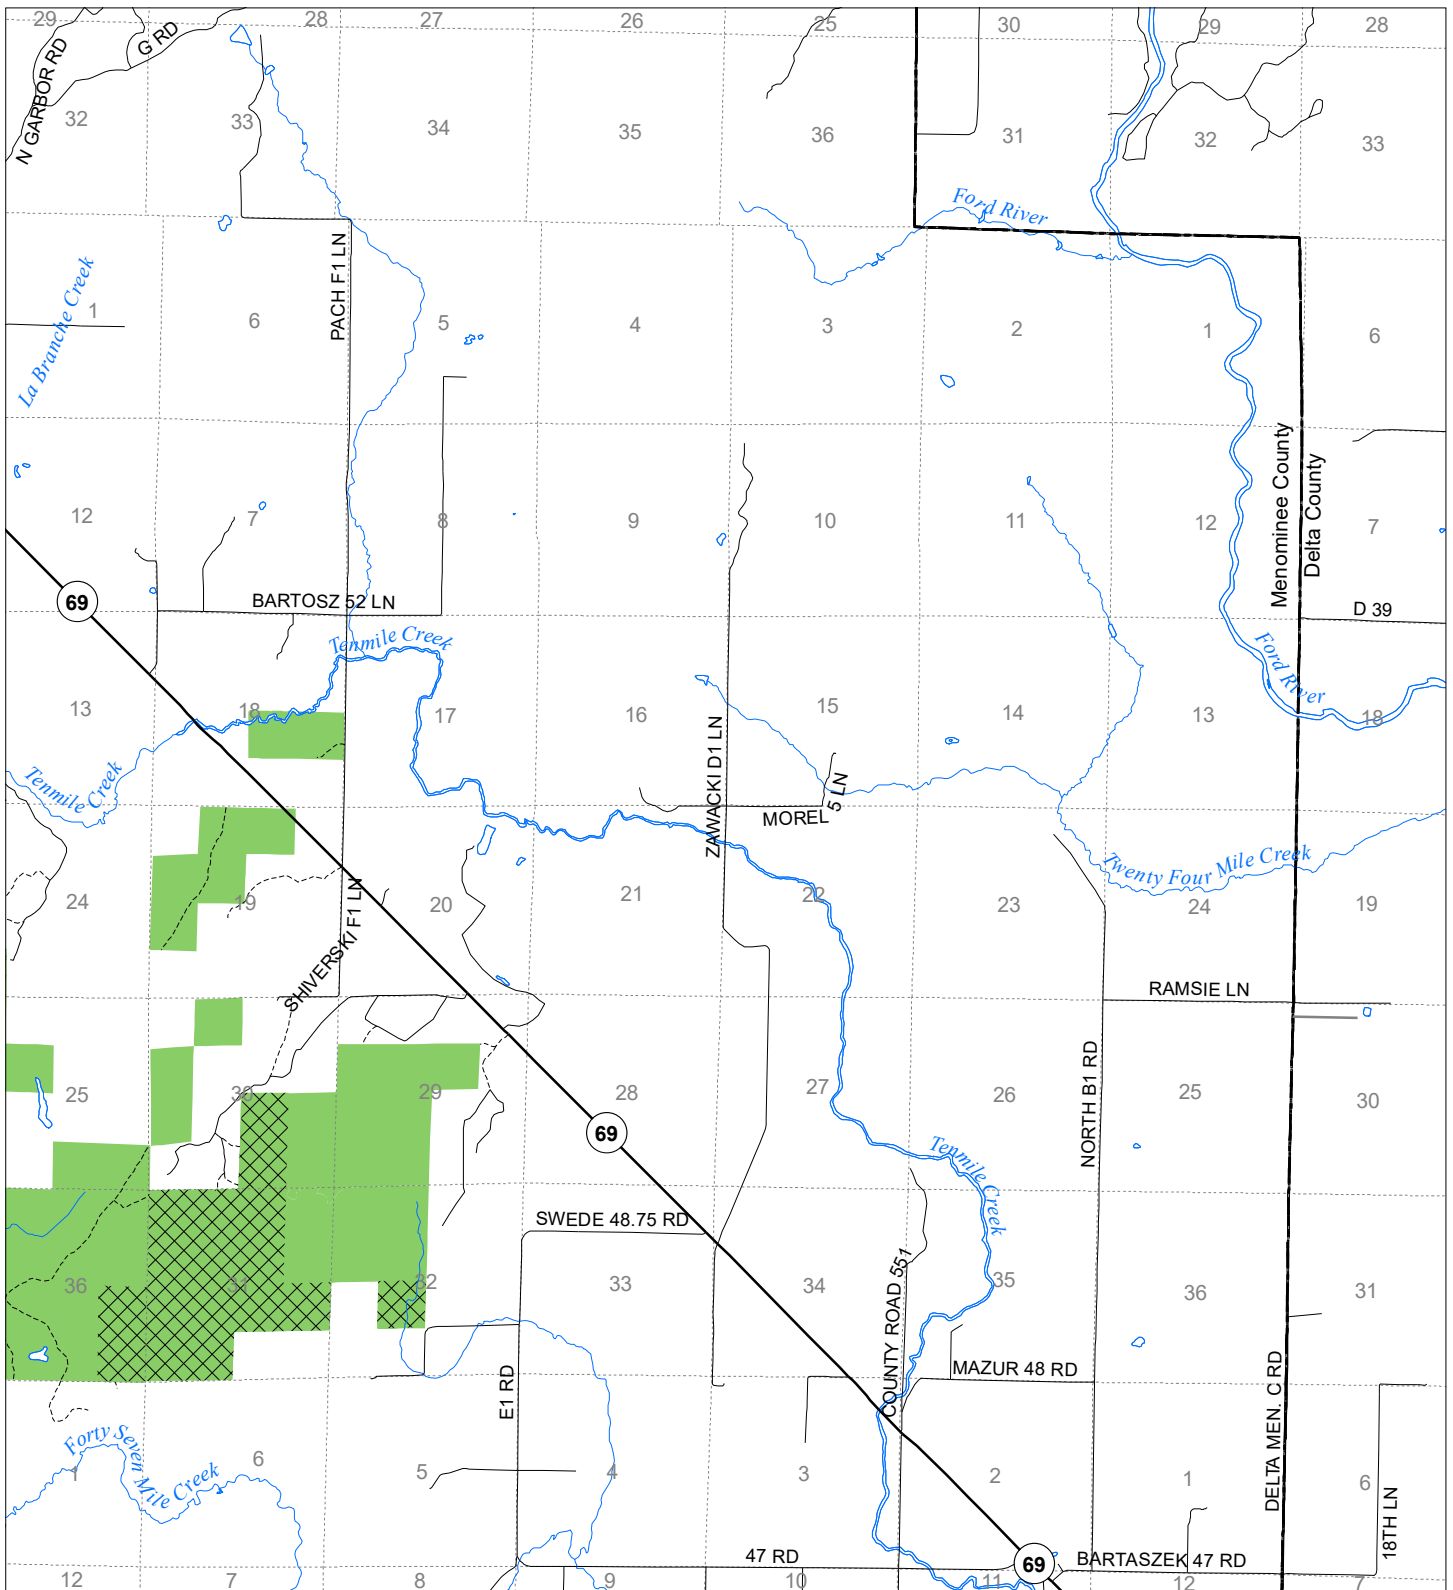 29
28
27
26
25
30
29
28
N GARBOR RD
G RD
32
33
34
35
36
31
32
33
Ford River
La Branche Creek
PACH F1 LN
1
6
5
4
3
2
1
6
Menominee County
Delta County
12
7
8
9
10
11
12
7
69
BARTOSZ 52 LN
D 39
Tenmile Creek
Ford River
13
18
17
16
15
14
13
18
Tenmile Creek
ZAWACKI D1 LN
MOREL 5 LN
Twenty Four Mile Creek
24
19
20
21
22
23
24
19
SHIVERSKI F1 LN
RAMSIE LN
NORTH B1 RD
25
30
29
28
27
26
25
30
69
Tenmile Creek
SWEDE 48.75 RD
36
31
32
33
34
35
36
31
COUNTY ROAD 551
MAZUR 48 RD
E1 RD
DELTA MEN. C RD
Forty Seven Mile Creek
1
6
5
4
3
2
1
6
18TH LN
47 RD
69
BARTASZEK 47 RD
12
7
8
9
10
11
12
7